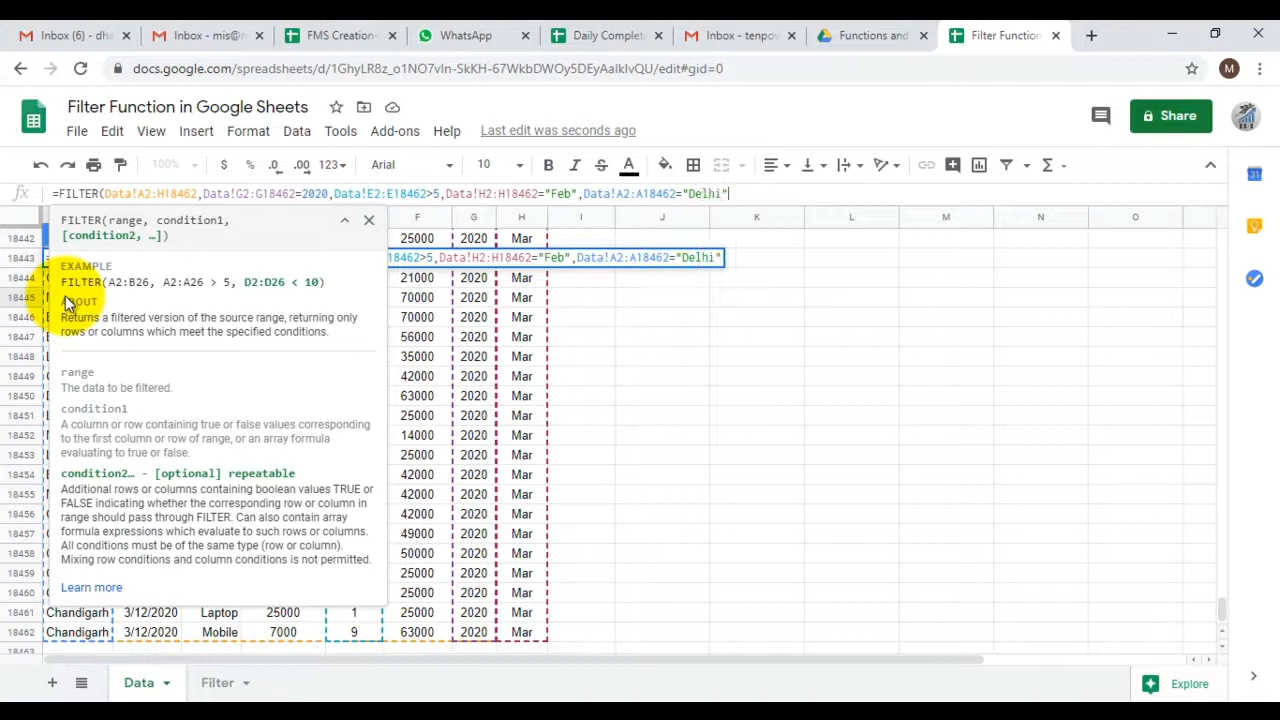 Inbox (6) - dha
Inbox - mis@r
FMS Creation-
WhatsApp
Daily Complet
Inbox - tenpow
Functions and
Filter Function
docs.google.com/spreadsheets/d/1GhyLR8z_o1NO7vIn-SkKH-67WkbDWOy5DEyAaIkIvQU/edit#gid=0
M
Filter Function in Google Sheets
File Edit View Insert Format Data Tools Add-ons Help Last edit was seconds ago
Share
100% $ % .0 .00 123 Arial 10 B I S A
fx =FILTER(Data!A2:H18462,Data!G2:G18462=2020,Data!E2:E18462>5,Data!H2:H18462="Feb",Data!A2:A18462="Delhi"
F G H I J K L M N O
FILTER(range, condition1,
[condition2, …])
EXAMPLE
FILTER(A2:B26, A2:A26 > 5, D2:D26 < 10)
ABOUT
Returns a filtered version of the source range, returning only
rows or columns which meet the specified conditions.
range
The data to be filtered.
condition1
A column or row containing true or false values corresponding
to the first column or row of range, or an array formula
evaluating to true or false.
condition2… - [optional] repeatable
Additional rows or columns containing boolean values TRUE or
FALSE indicating whether the corresponding row or column in
range should pass through FILTER. Can also contain array
formula expressions which evaluate to such rows or columns.
All conditions must be of the same type (row or column).
Mixing row conditions and column conditions is not permitted.
Learn more
18442 25000 2020 Mar
18443 18462>5,Data!H2:H18462="Feb",Data!A2:A18462="Delhi"
18444 21000 2020 Mar
18445 70000 2020 Mar
18446 70000 2020 Mar
18447 56000 2020 Mar
18448 35000 2020 Mar
18449 42000 2020 Mar
18450 63000 2020 Mar
18451 25000 2020 Mar
18452 14000 2020 Mar
18453 25000 2020 Mar
18454 42000 2020 Mar
18455 42000 2020 Mar
18456 42000 2020 Mar
18457 49000 2020 Mar
18458 50000 2020 Mar
18459 25000 2020 Mar
18460 25000 2020 Mar
18461 Chandigarh 3/12/2020 Laptop 25000 1 25000 2020 Mar
18462 Chandigarh 3/12/2020 Mobile 7000 9 63000 2020 Mar
18463
Data Filter Explore